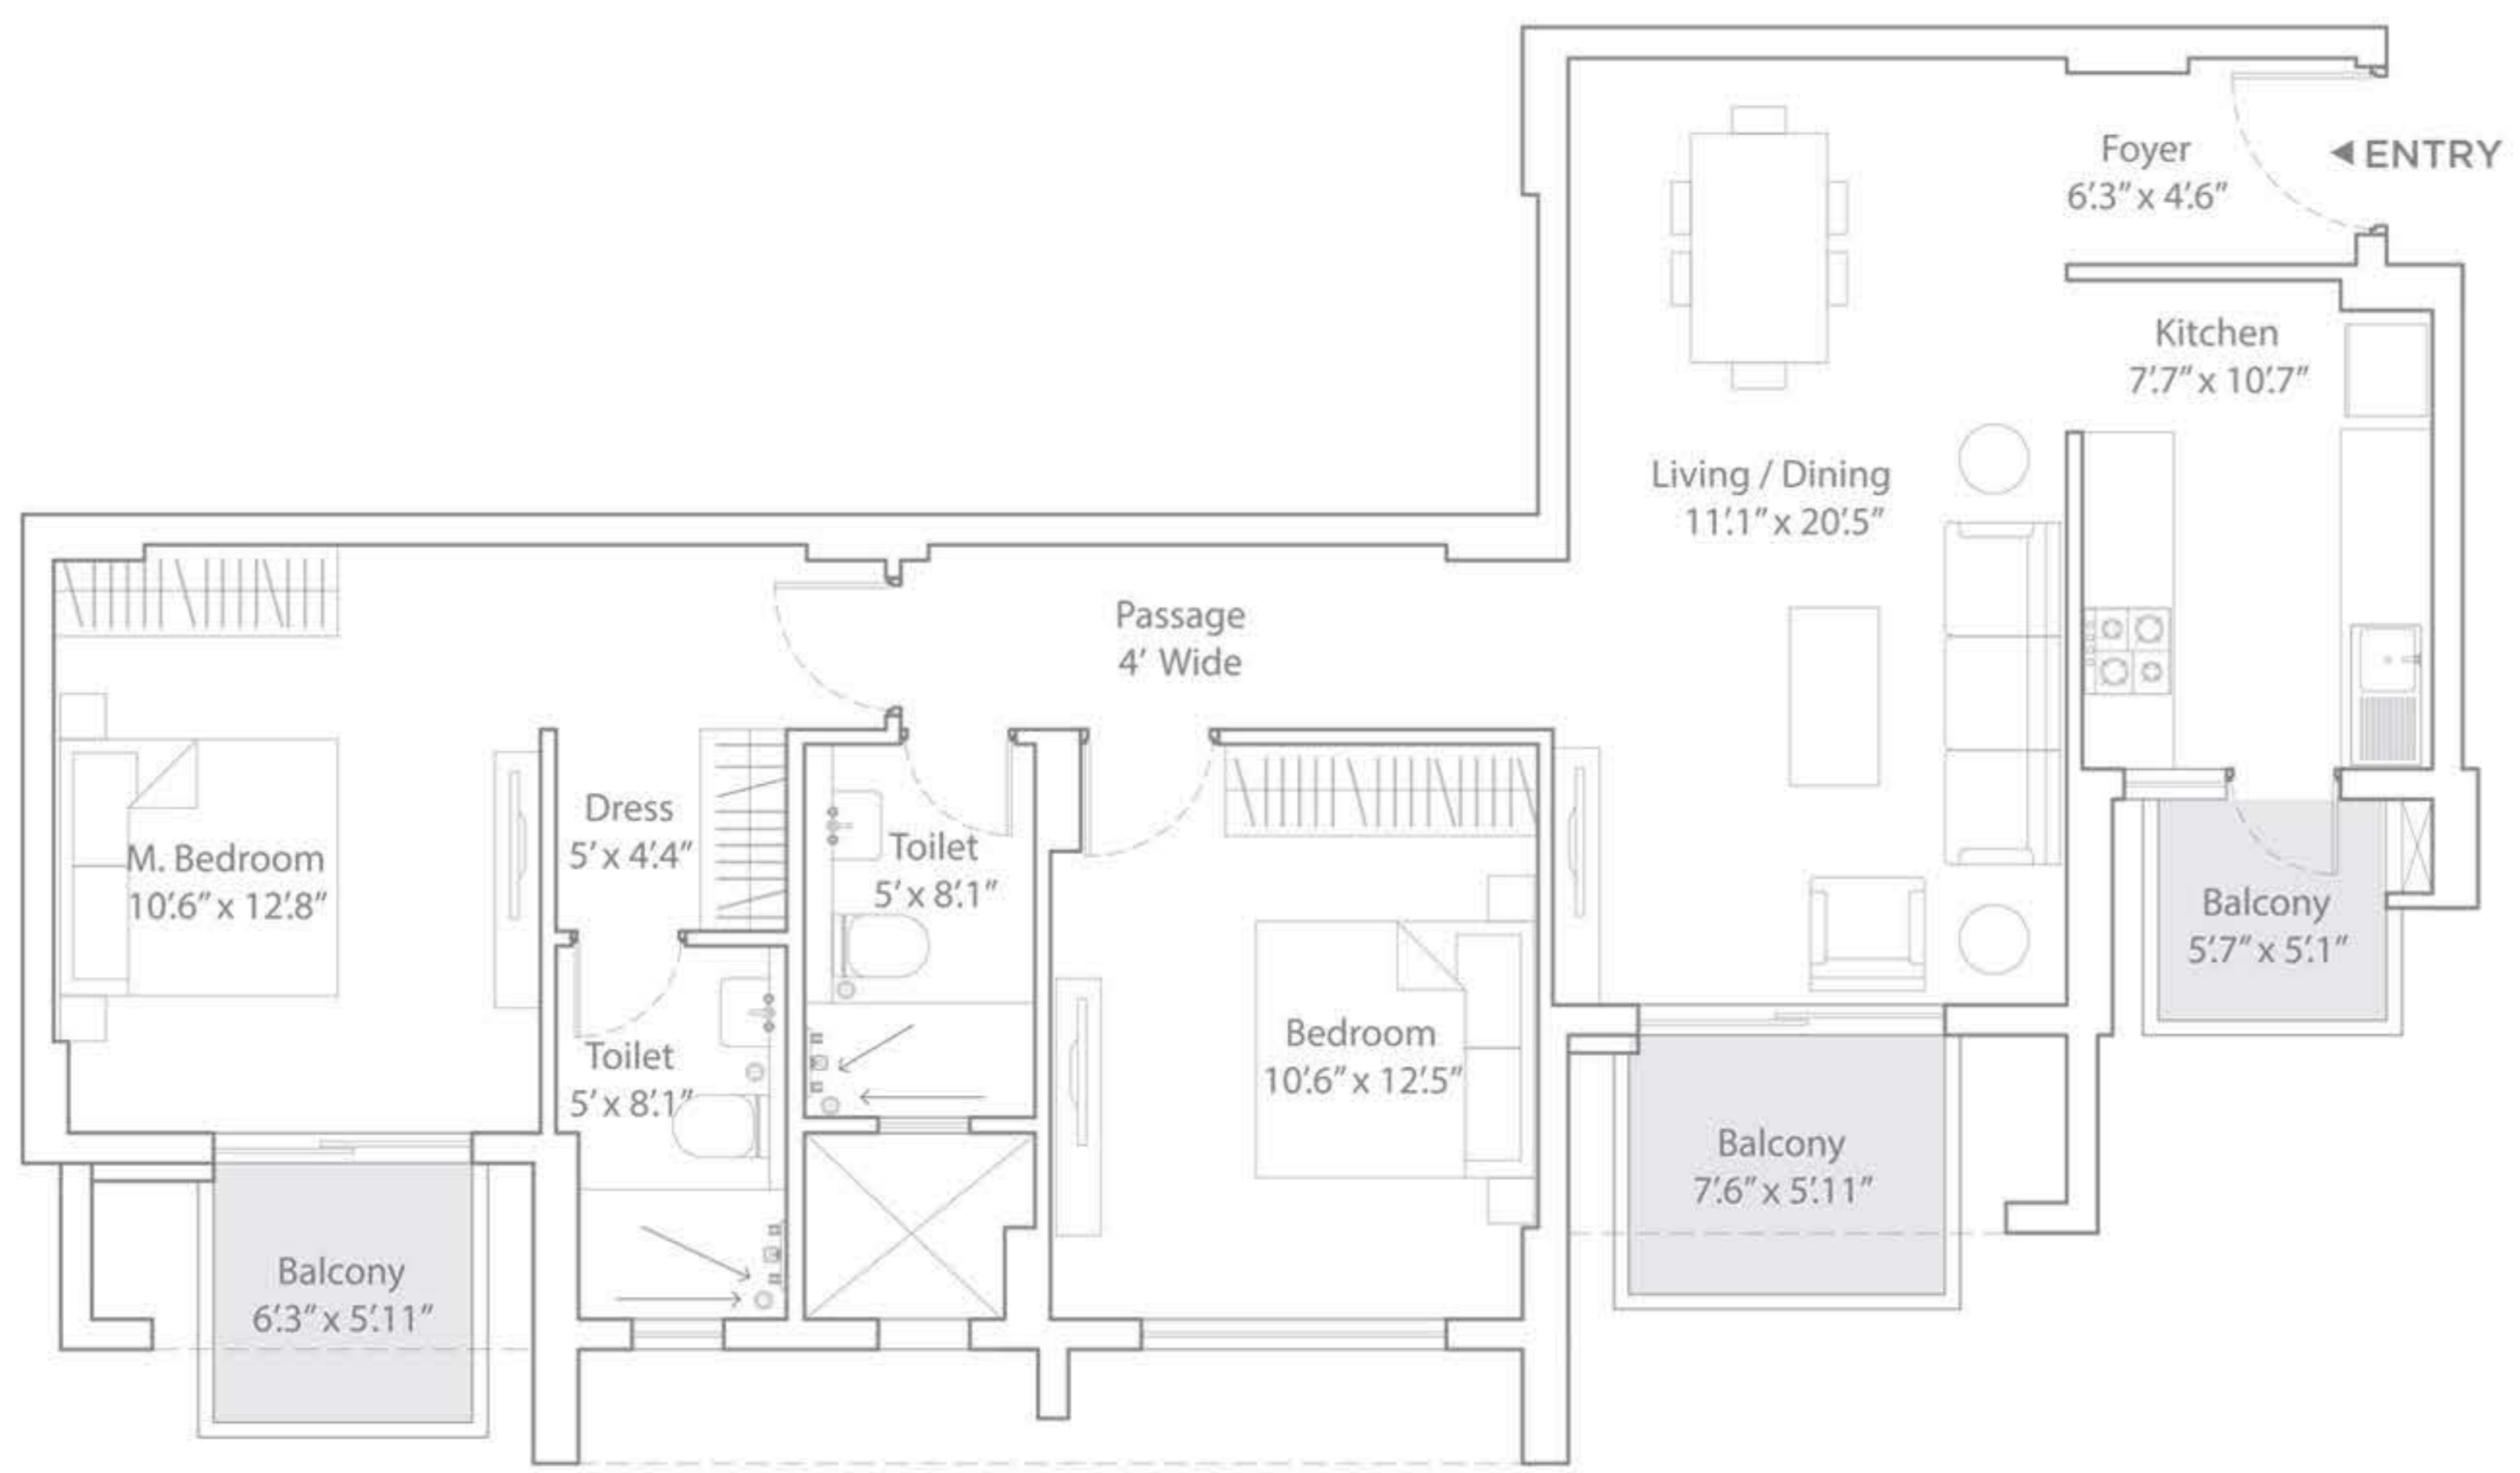 Foyer
6'.3" x 4'.6"
ENTRY
Kitchen
7'.7" x 10'.7"
Living / Dining
11'.1" x 20'.5"
Passage
4' Wide
Dress
5' x 4'.4"
Toilet
5' x 8'.1"
M. Bedroom
10'.6" x 12'.8"
Balcony
5'.7" x 5'.1"
Bedroom
10'.6" x 12'.5"
Toilet
5' x 8'.1"
Balcony
7'.6" x 5'.11"
Balcony
6'.3" x 5'.11"